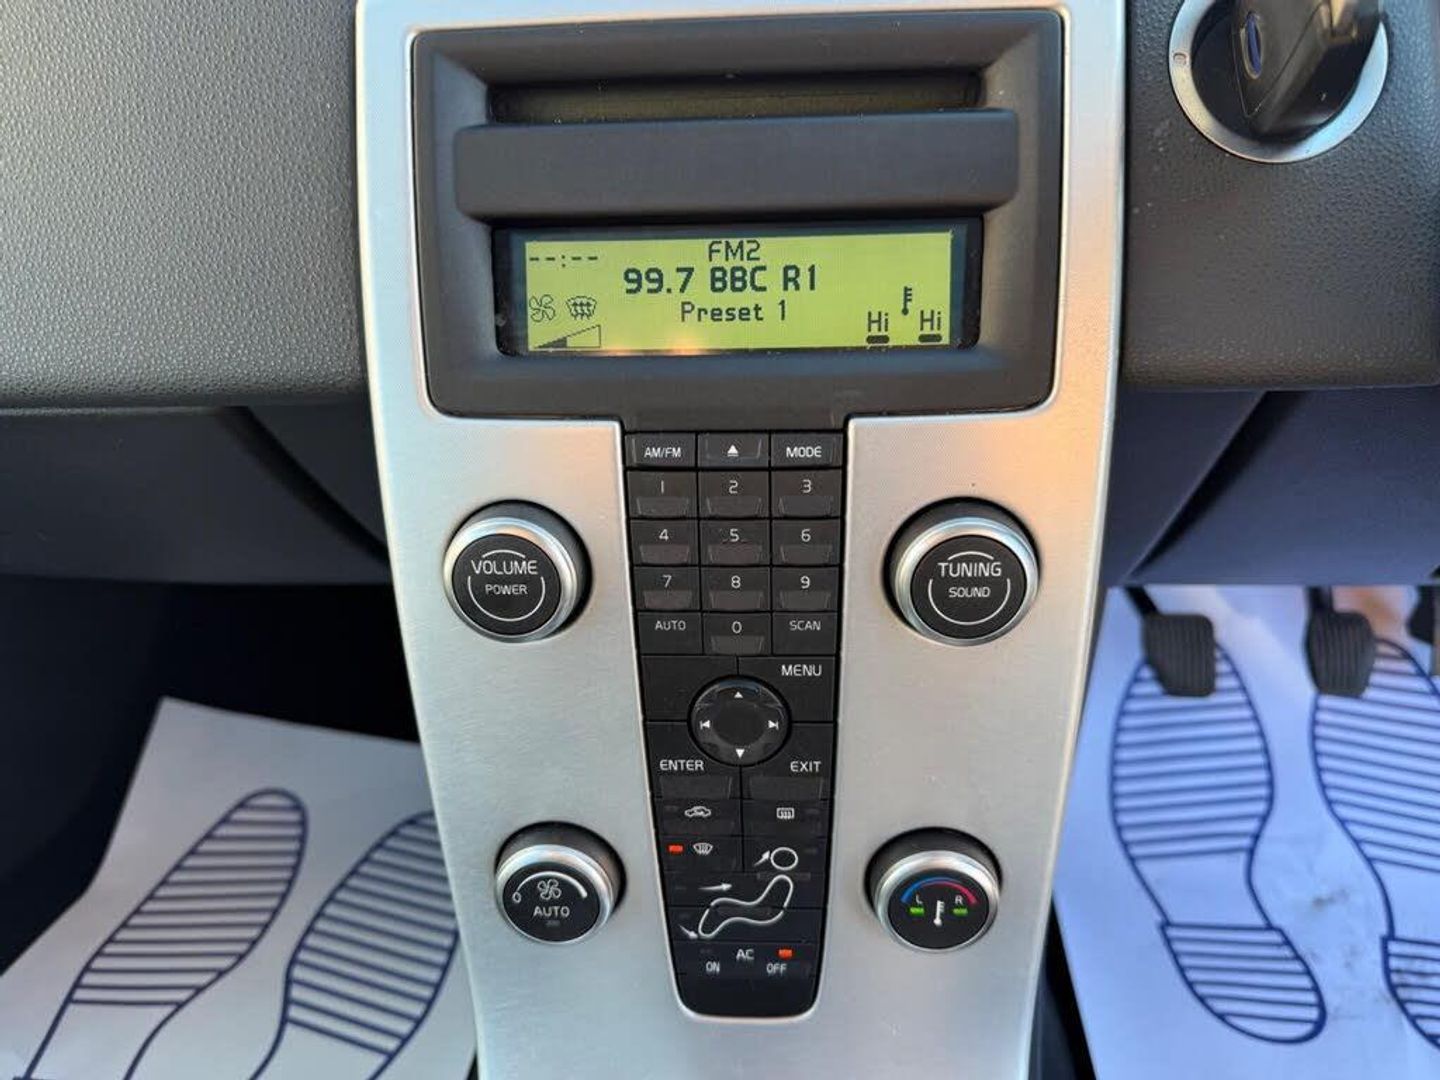 --:--
FM2
99.7 BBC R1
Preset 1
Hi Hi
AM/FM MODE
1 2 3
4 5 6
7 8 9
AUTO 0 SCAN
VOLUME
POWER
TUNING
SOUND
MENU
ENTER EXIT
0
AUTO
L R
AC
ON OFF